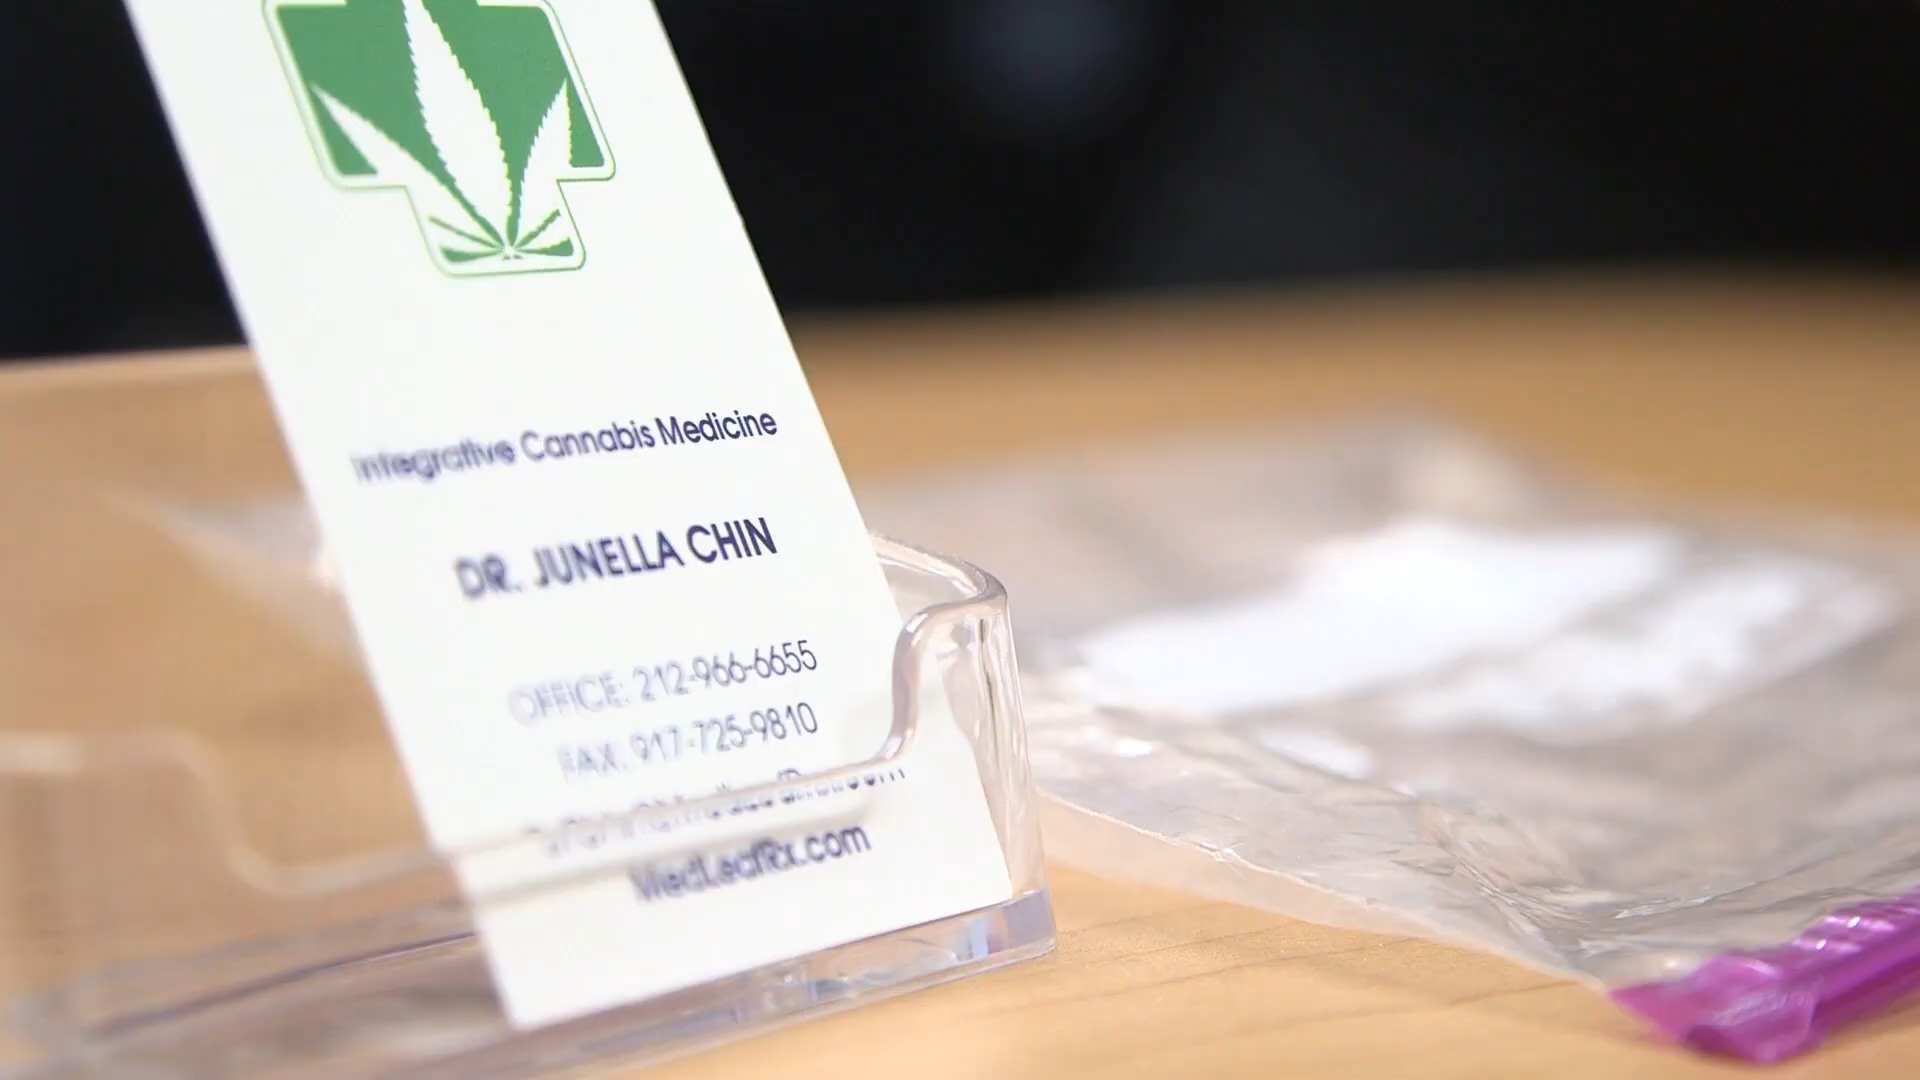 Integrative Cannabis Medicine
DR. JUNELLA CHIN
OFFICE: 212-966-6655
FAX: 917-725-9810
MedLeafRx.com